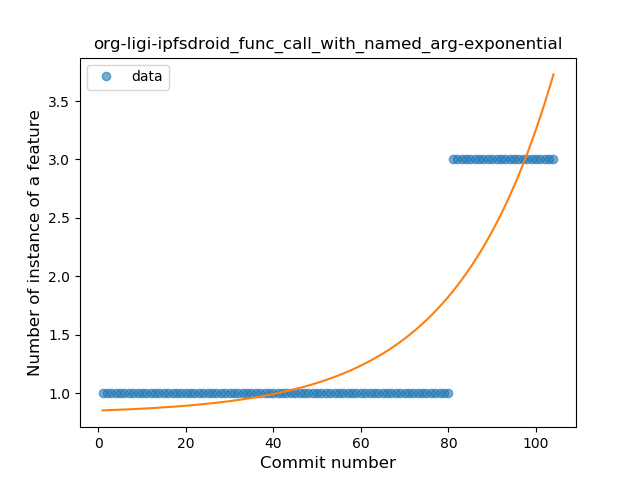 org-ligi-ipfsdroid_func_call_with_named_arg-exponential
data
Number of instance of a feature
3.5
3.0
2.5
2.0
1.5
1.0
0 20 40 60 80 100
Commit number